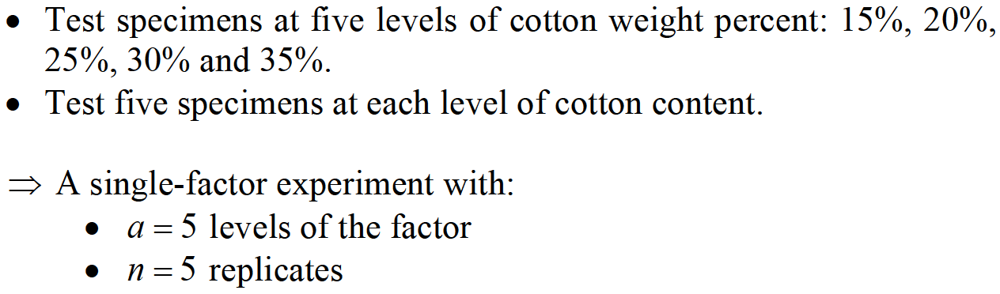 • Test specimens at five levels of cotton weight percent: 15%, 20%,
25%, 30% and 35%.
• Test five specimens at each level of cotton content.
⇒ A single-factor experiment with:
• a = 5 levels of the factor
• n = 5 replicates